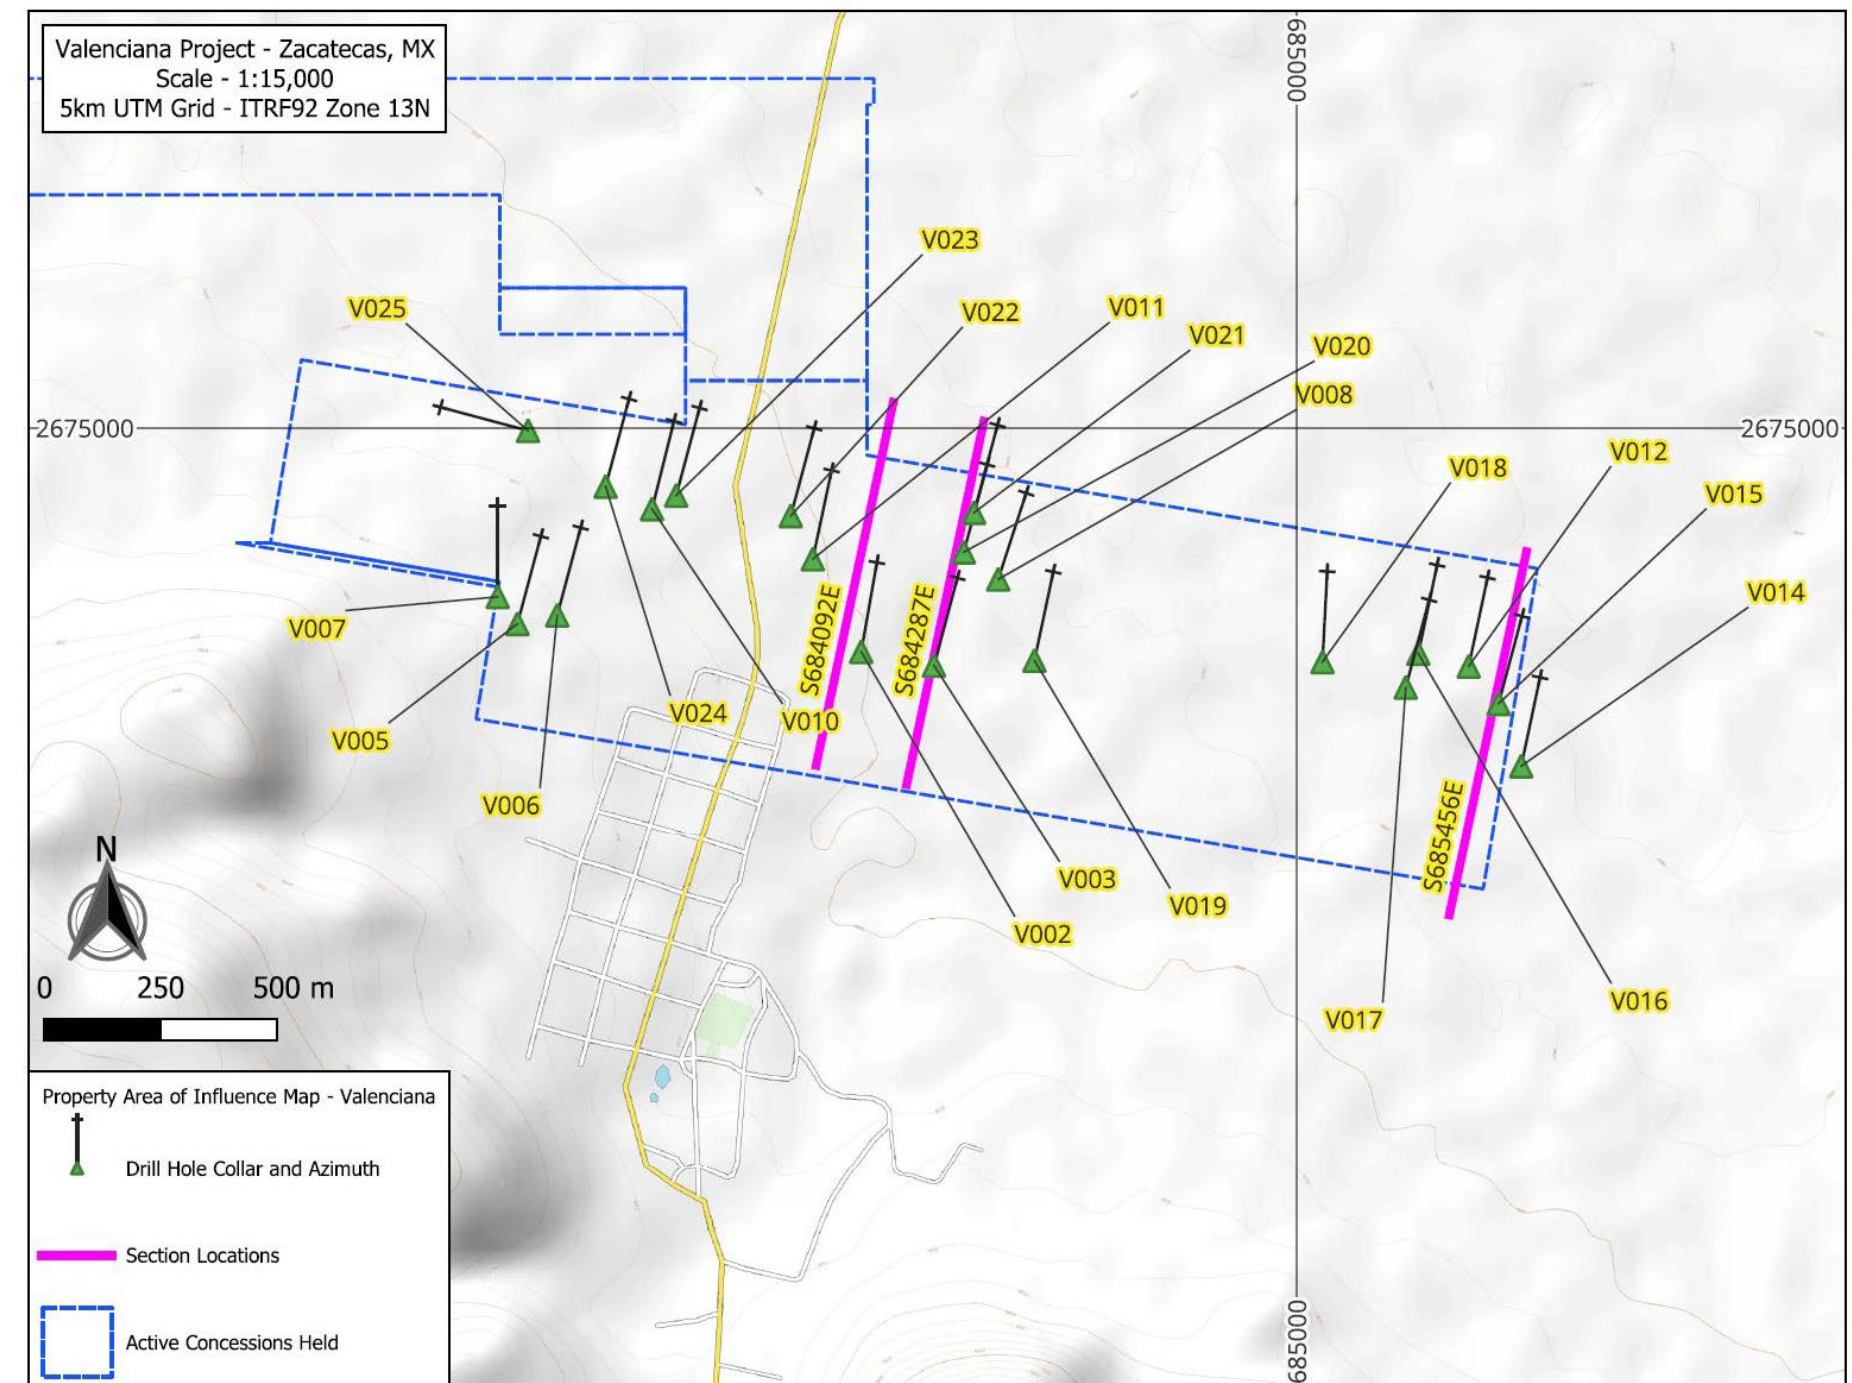 Valenciana Project - Zacatecas, MX
Scale - 1:15,000
5km UTM Grid - ITRF92 Zone 13N
685000
V023
V025
V022
V011
V021
V020
V008
2675000
2675000
V018
V012
V015
V014
V007
V005
V024
V010
V006
S684092E
S684287E
S685456E
V003
V019
V002
V017
V016
N
0 250 500 m
Property Area of Influence Map - Valenciana
Drill Hole Collar and Azimuth
Section Locations
Active Concessions Held
685000